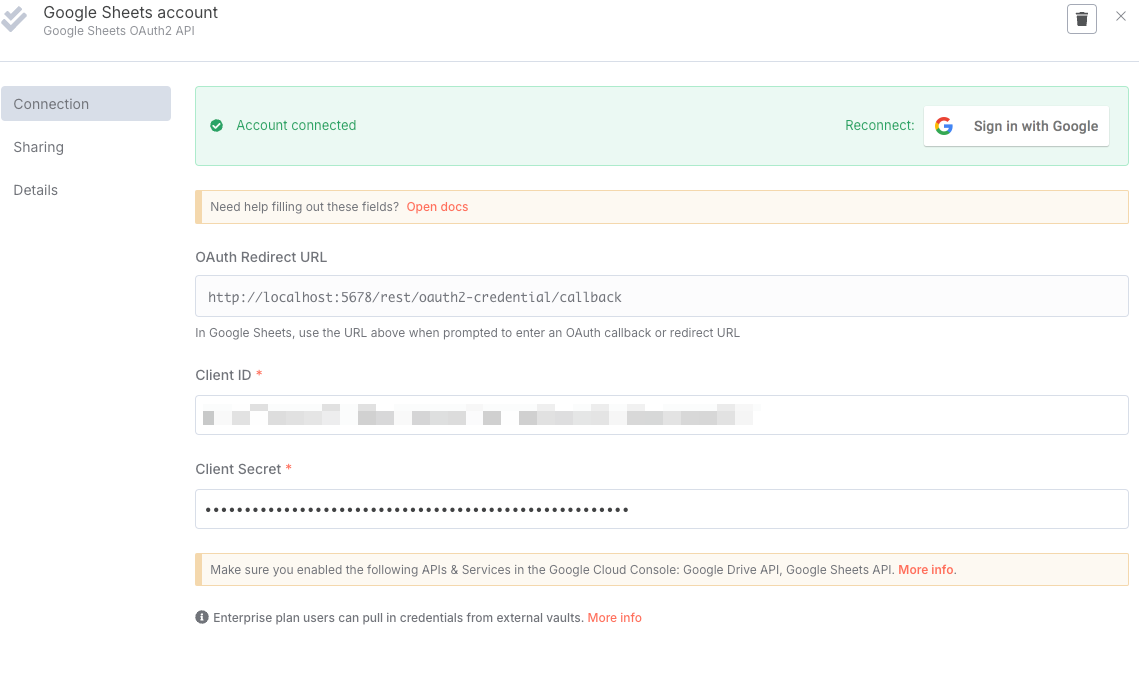 Google Sheets account
Google Sheets OAuth2 API
Connection
Sharing
Details
Account connected
Reconnect:
Sign in with Google
Need help filling out these fields? Open docs
OAuth Redirect URL
http://localhost:5678/rest/oauth2-credential/callback
In Google Sheets, use the URL above when prompted to enter an OAuth callback or redirect URL
Client ID *
Client Secret *
••••••••••••••••••••••••••••••••••••••••••••••••••••••
Make sure you enabled the following APIs & Services in the Google Cloud Console: Google Drive API, Google Sheets API. More info.
Enterprise plan users can pull in credentials from external vaults. More info